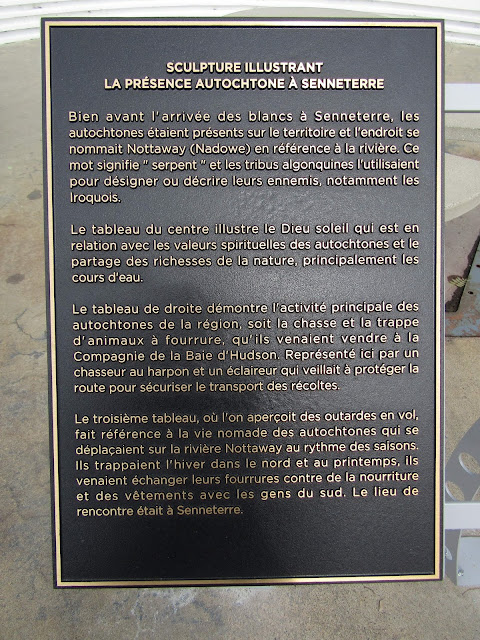 SCULPTURE ILLUSTRANT
LA PRÉSENCE AUTOCHTONE À SENNETERRE
Bien avant l'arrivée des blancs à Senneterre, les
autochtones étaient présents sur le territoire et l'endroit se
nommait Nottaway (Nadowe) en référence à la rivière. Ce
mot signifie " serpent " et les tribus algonquines l'utilisaient
pour désigner ou décrire leurs ennemis, notamment les
Iroquois.
Le tableau du centre illustre le Dieu soleil qui est en
relation avec les valeurs spirituelles des autochtones et le
partage des richesses de la nature, principalement les
cours d'eau.
Le tableau de droite démontre l'activité principale des
autochtones de la région, soit la chasse et la trappe
d'animaux à fourrure, qu'ils venaient vendre à la
Compagnie de la Baie d'Hudson. Représenté ici par un
chasseur au harpon et un éclaireur qui veillait à protéger la
route pour sécuriser le transport des récoltes.
Le troisième tableau, où l'on aperçoit des outardes en vol,
fait référence à la vie nomade des autochtones qui se
déplaçaient sur la rivière Nottaway au rythme des saisons.
Ils trappaient l'hiver dans le nord et au printemps, ils
venaient échanger leurs fourrures contre de la nourriture
et des vêtements avec les gens du sud. Le lieu de
rencontre était à Senneterre.